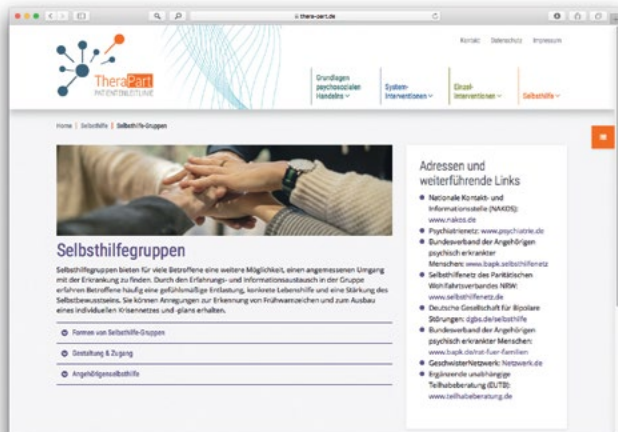 thera-part.de
Kontakt Datenschutz Impressum
TheraPart
PATIENTENLEITLINIE
Grundlagen
psychosozialen
Handelns
System-
Interventionen
Einzel-
Interventionen
Selbsthilfe
Home | Selbsthilfe | Selbsthilfe-Gruppen
Selbsthilfegruppen
Selbsthilfegruppen bieten für viele Betroffene eine weitere Möglichkeit, einen angemessenen Umgang
mit der Erkrankung zu finden. Durch den Erfahrungs- und Informationsaustausch in der Gruppe
erfahren Betroffene häufig eine gefühlsmäßige Entlastung, konkrete Lebenshilfe und eine Stärkung des
Selbstbewusstseins. Sie können Anregungen zur Erkennung von Frühwarnzeichen und zum Ausbau
eines individuellen Krisennetzes und -plans erhalten.
Formen von Selbsthilfe-Gruppen
Gestaltung & Zugang
Angehörigenselbsthilfe
Adressen und
weiterführende Links
Nationale Kontakt- und
Informationsstelle (NAKOS):
www.nakos.de
Psychiatrienetz: www.psychiatrie.de
Bundesverband der Angehörigen
psychisch erkrankter
Menschen: www.bapk.selbsthilfenetz
Selbsthilfenetz des Paritätischen
Wohlfahrtsverbandes NRW:
www.selbsthilfenetz.de
Deutsche Gesellschaft für Bipolare
Störungen: dgbs.de/selbsthilfe
Bundesverband der Angehörigen
psychisch erkrankter Menschen:
www.bapk.de/rat-fuer-familien
GeschwisterNetzwerk: Netzwerk.de
Ergänzende unabhängige
Teilhabeberatung (EUTB):
www.teilhabeberatung.de